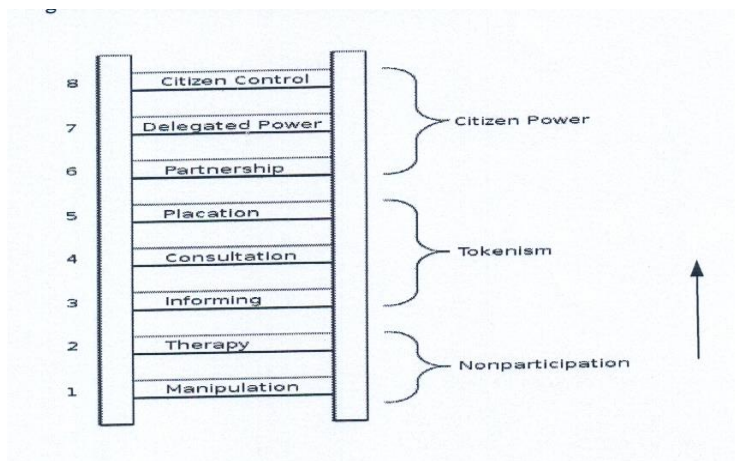 8 Citizen Control
7 Delegated Power
Citizen Power
6 Partnership
5 Placation
4 Consultation
Tokenism
3 Informing
2 Therapy
Nonparticipation
1 Manipulation